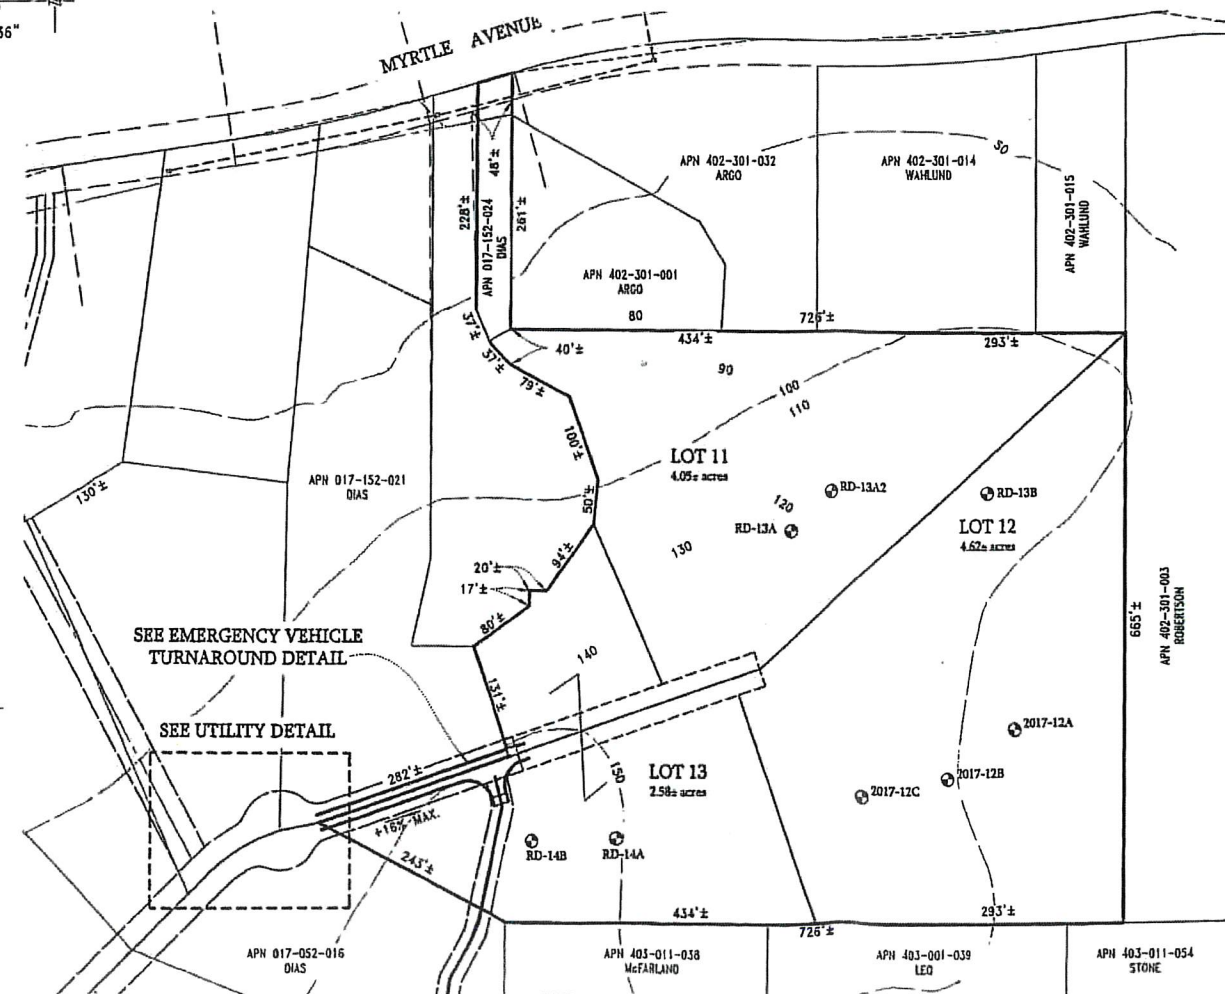 36"
MYRTLE AVENUE
48'±
228'±
APN 017-152-024
DIAS
261'±
APN 402-301-032
ARGO
APN 402-301-014
WAHLUND
50
APN 402-301-015
WAHLUND
APN 402-301-001
ARGO
80
726'±
434'±
293'±
37'±
37'±
40'±
79'±
90
100
110
100'±
LOT 11
4.05± acres
RD-13A2
RD-13B
120
RD-13A
LOT 12
4.62± acres
130
APN 017-152-021
DIAS
130'±
50'±
94'±
20'±
17'±
80'±
665'±
APN 402-301-003
ROBERTSON
SEE EMERGENCY VEHICLE
TURNAROUND DETAIL
140
131'±
SEE UTILITY DETAIL
282'±
150
LOT 13
2.58± acres
2017-12A
2017-12B
2017-12C
+16% MAX.
243'±
RD-14B
RD-14A
434'±
293'±
726'±
APN 017-052-016
DIAS
APN 403-011-038
McFARLAND
APN 403-001-039
LEO
APN 403-011-054
STONE